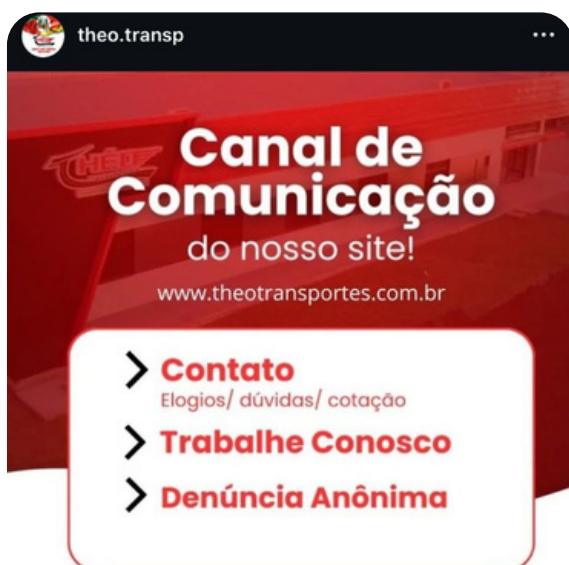 theo.transp
THÉO
Canal de
Comunicação
do nosso site!
www.theotransportes.com.br
Contato
Elogios/ dúvidas/ cotação
Trabalhe Conosco
Denúncia Anônima